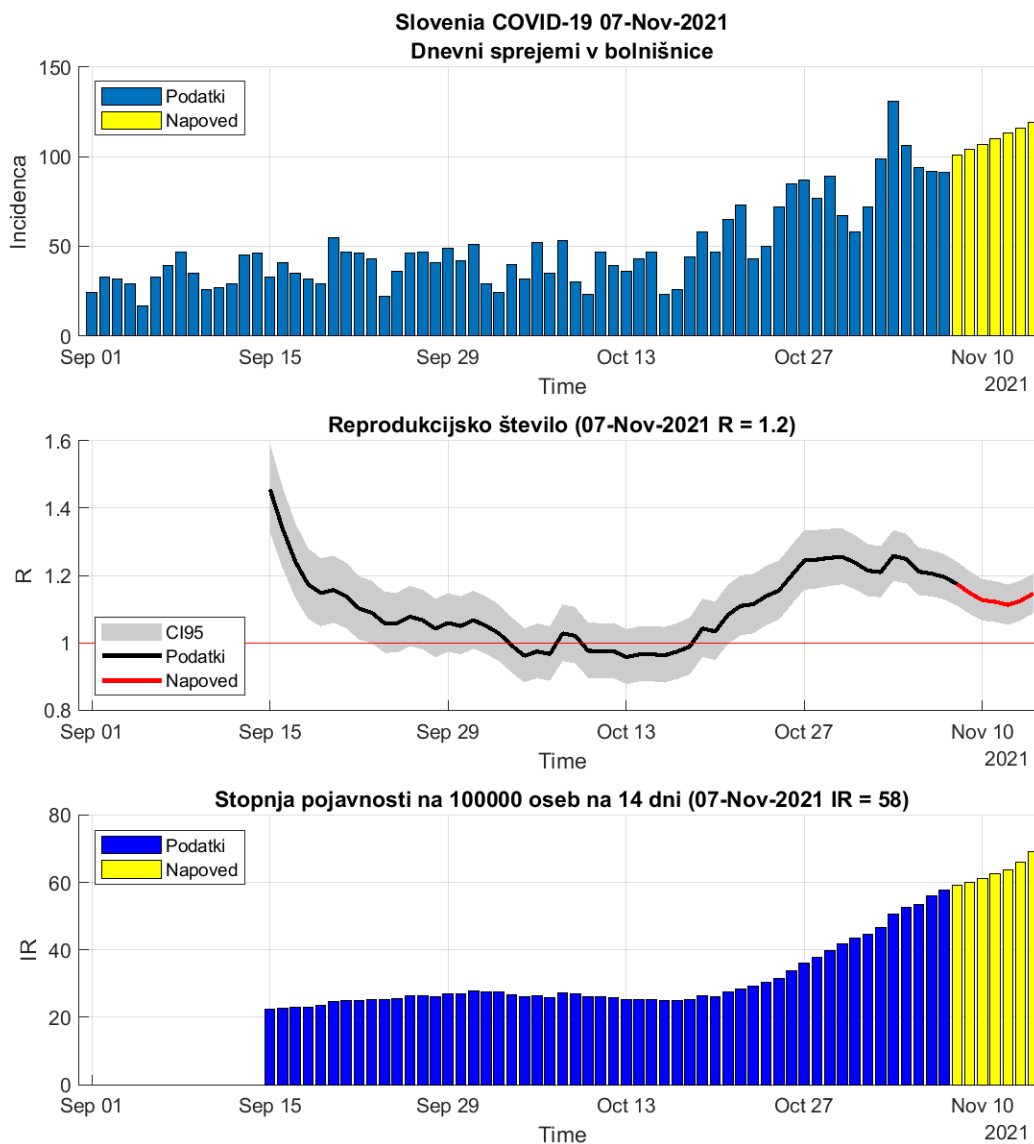 Slovenia COVID-19 07-Nov-2021
Dnevni sprejemi v bolnišnice
150
100
50
0
Incidenca
Podatki
Napoved
Sep 01 Sep 15 Sep 29 Oct 13 Oct 27 Nov 10
Time
2021
Reprodukcijsko število (07-Nov-2021 R = 1.2)
1.6
1.4
1.2
1
0.8
R
CI95
Podatki
Napoved
Sep 01 Sep 15 Sep 29 Oct 13 Oct 27 Nov 10
Time
2021
Stopnja pojavnosti na 100000 oseb na 14 dni (07-Nov-2021 IR = 58)
80
60
40
20
0
IR
Podatki
Napoved
Sep 01 Sep 15 Sep 29 Oct 13 Oct 27 Nov 10
Time
2021